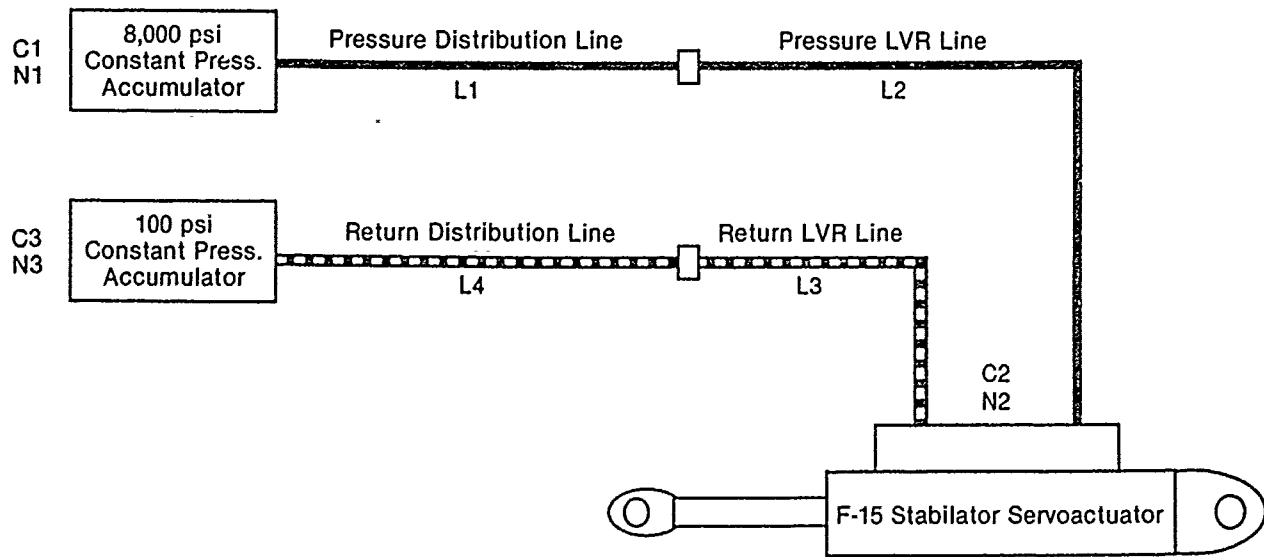 C1
N1
8,000 psi
Constant Press.
Accumulator
Pressure Distribution Line
L1
Pressure LVR Line
L2
C3
N3
100 psi
Constant Press.
Accumulator
Return Distribution Line
L4
Return LVR Line
L3
C2
N2
F-15 Stabilator Servoactuator